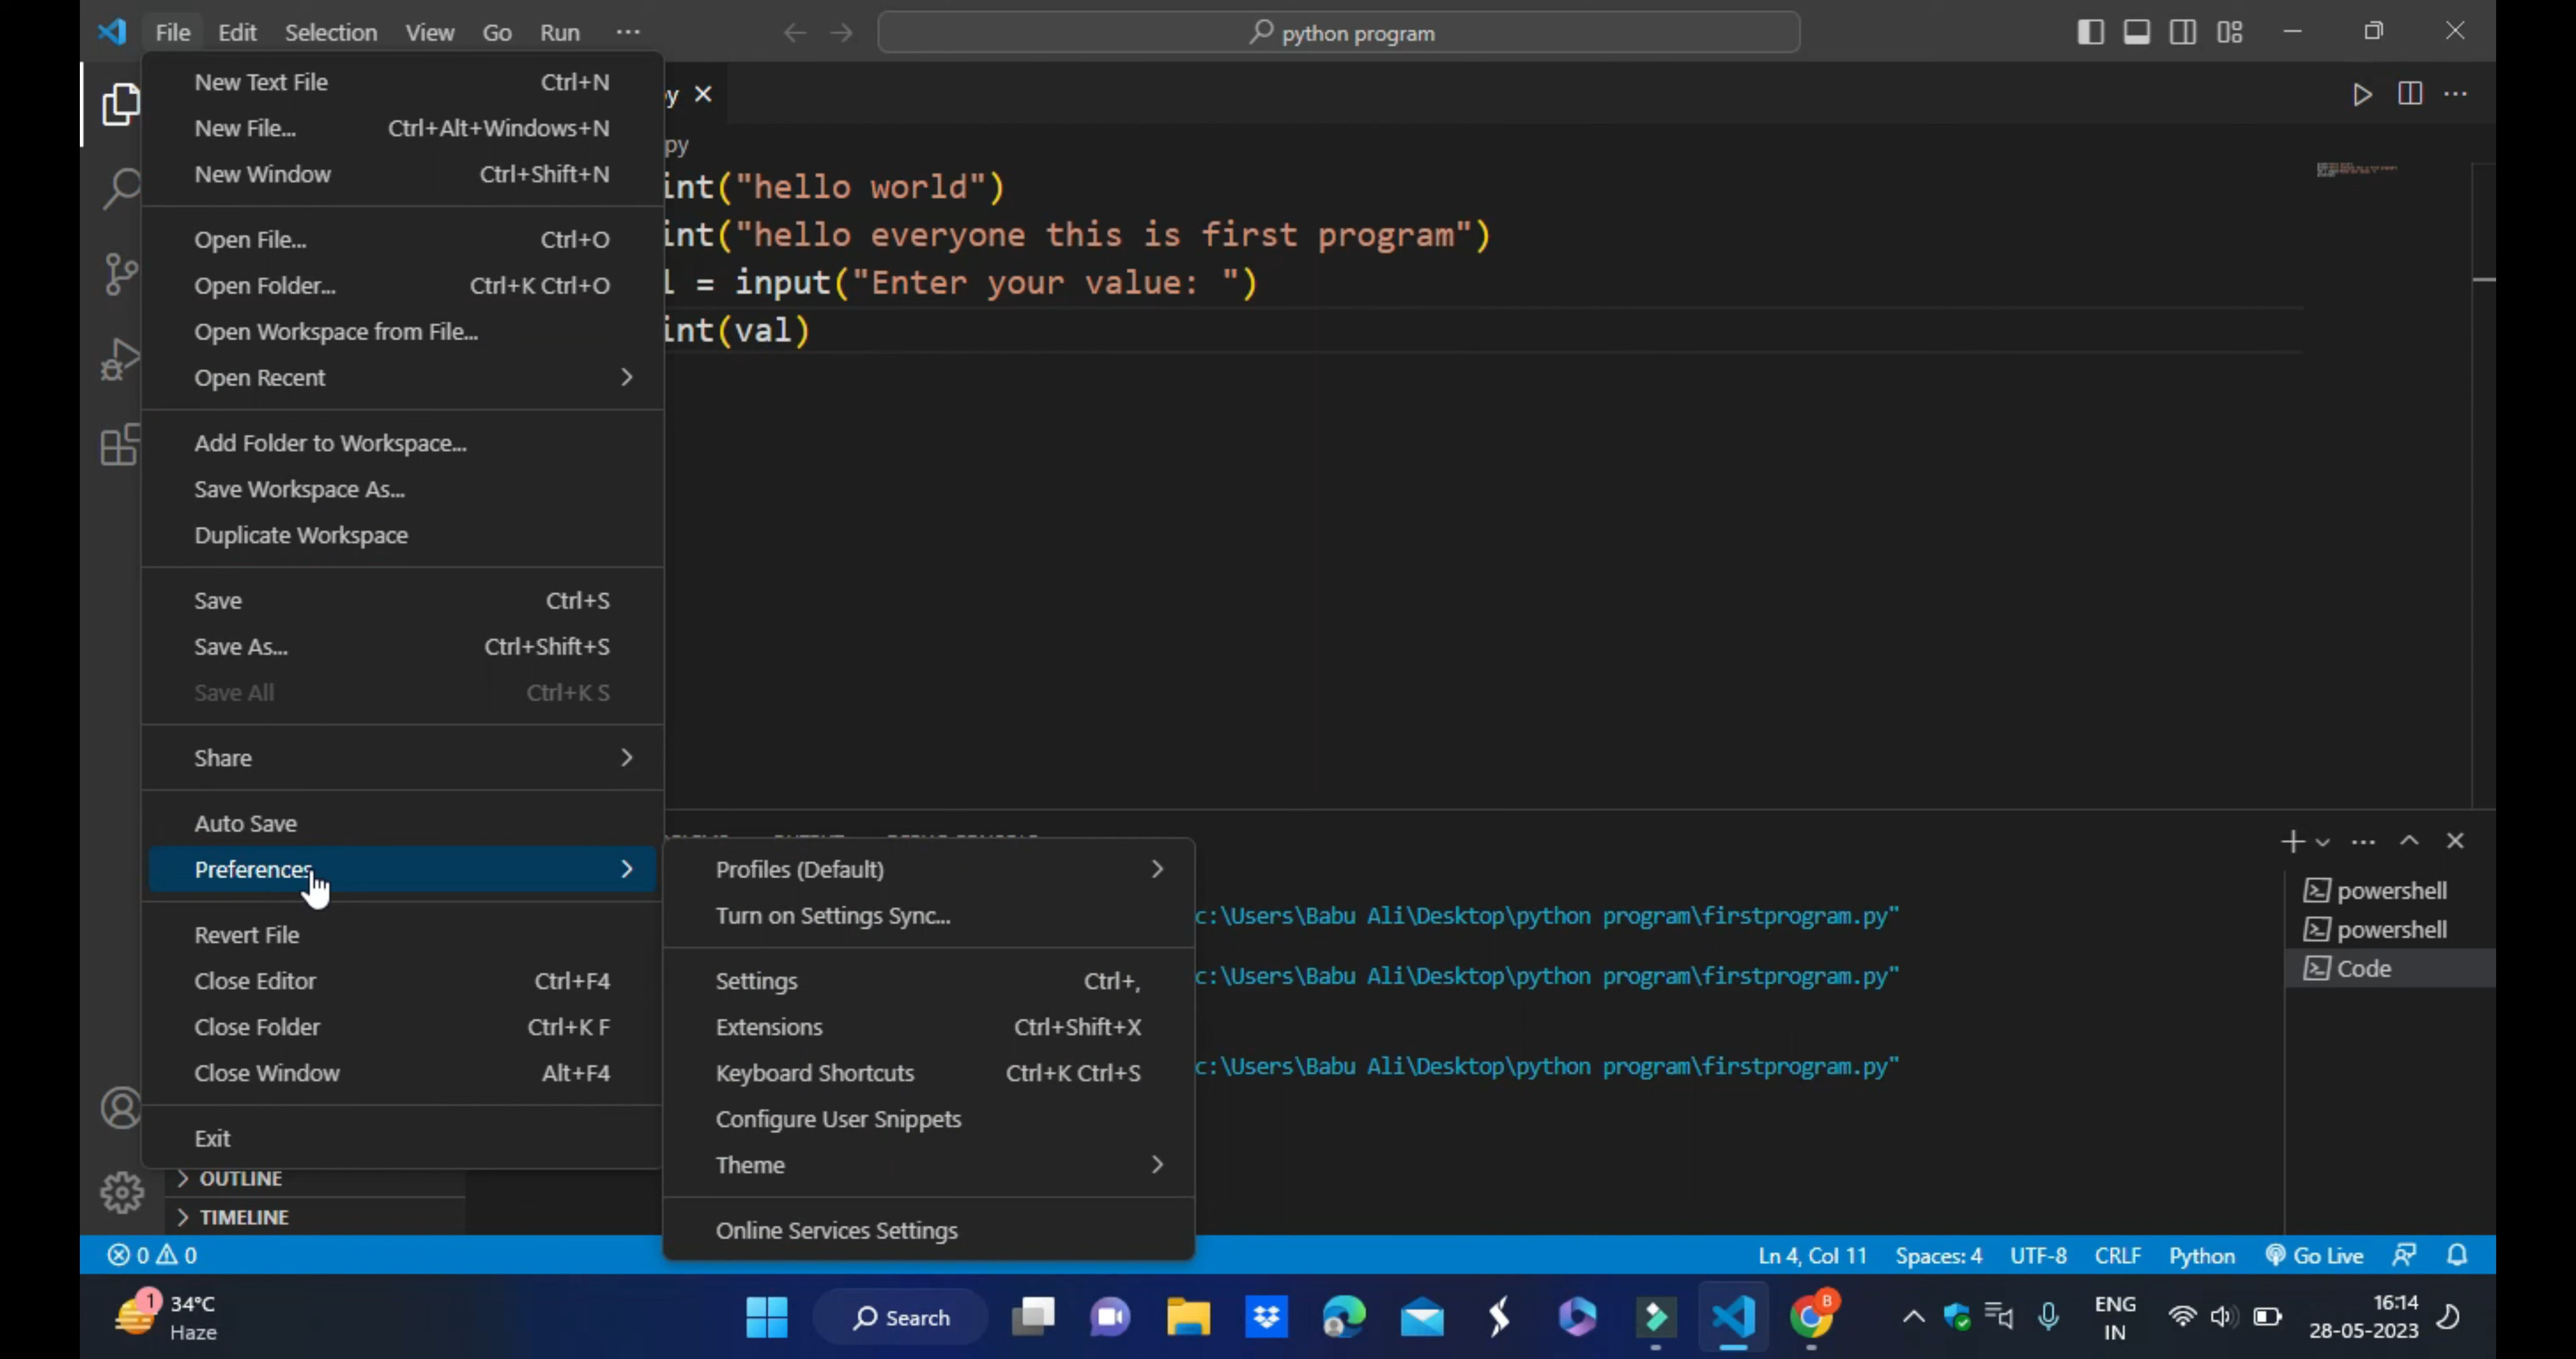 File Edit Selection View Go Run ...
python program
New Text File Ctrl+N
New File... Ctrl+Alt+Windows+N
New Window Ctrl+Shift+N
Open File... Ctrl+O
Open Folder... Ctrl+K Ctrl+O
Open Workspace from File...
Open Recent
Add Folder to Workspace...
Save Workspace As...
Duplicate Workspace
Save Ctrl+S
Save As... Ctrl+Shift+S
Save All Ctrl+K S
Share
Auto Save
Preferences
Revert File
Close Editor Ctrl+F4
Close Folder Ctrl+K F
Close Window Alt+F4
Exit
Profiles (Default)
Turn on Settings Sync...
Settings Ctrl+,
Extensions Ctrl+Shift+X
Keyboard Shortcuts Ctrl+K Ctrl+S
Configure User Snippets
Theme
Online Services Settings
py
py
int("hello world")
int("hello everyone this is first program")
l = input("Enter your value: ")
int(val)
c:\Users\Babu Ali\Desktop\python program\firstprogram.py"
c:\Users\Babu Ali\Desktop\python program\firstprogram.py"
c:\Users\Babu Ali\Desktop\python program\firstprogram.py"
powershell
powershell
Code
OUTLINE
TIMELINE
0 0
Ln 4, Col 11 Spaces: 4 UTF-8 CRLF Python Go Live
1
34°C
Haze
Search
B
ENG
IN
16:14
28-05-2023